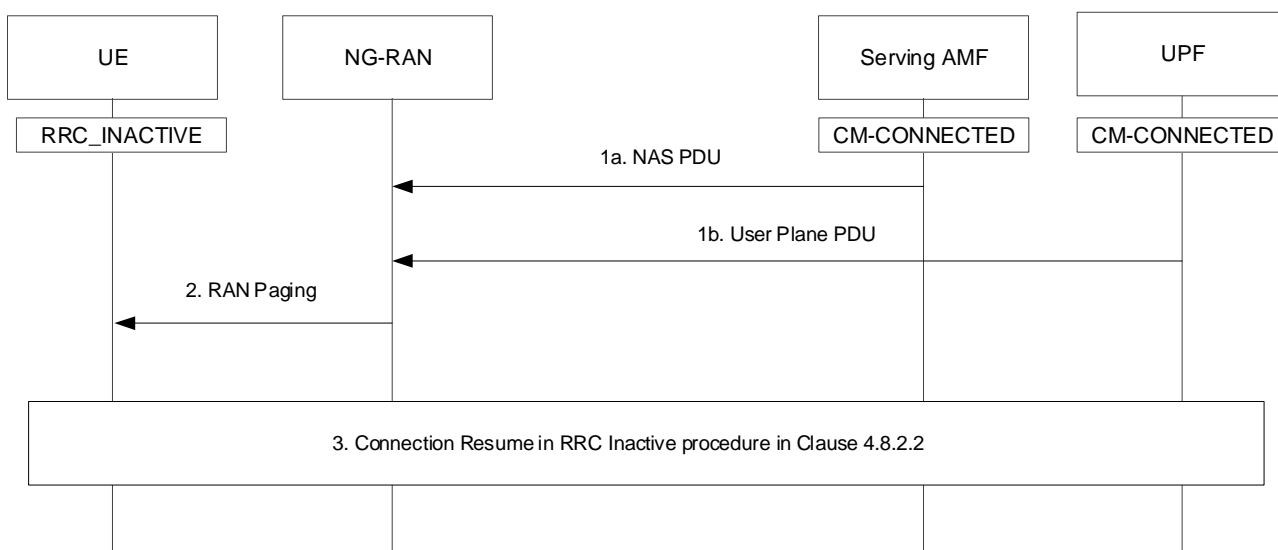 UE
NG-RAN
Serving AMF
UPF
RRC_INACTIVE
CM-CONNECTED
CM-CONNECTED
1a. NAS PDU
1b. User Plane PDU
2. RAN Paging
3. Connection Resume in RRC Inactive procedure in Clause 4.8.2.2